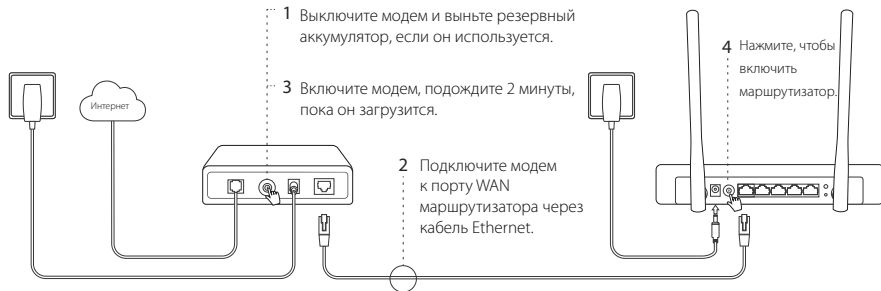 1 Выключите модем и выньте резервный
аккумулятор, если он используется.
3 Включите модем, подождите 2 минуты,
пока он загрузится.
Интернет
2 Подключите модем
к порту WAN
маршрутизатора через
кабель Ethernet.
4 Нажмите, чтобы
включить
маршрутизатор.